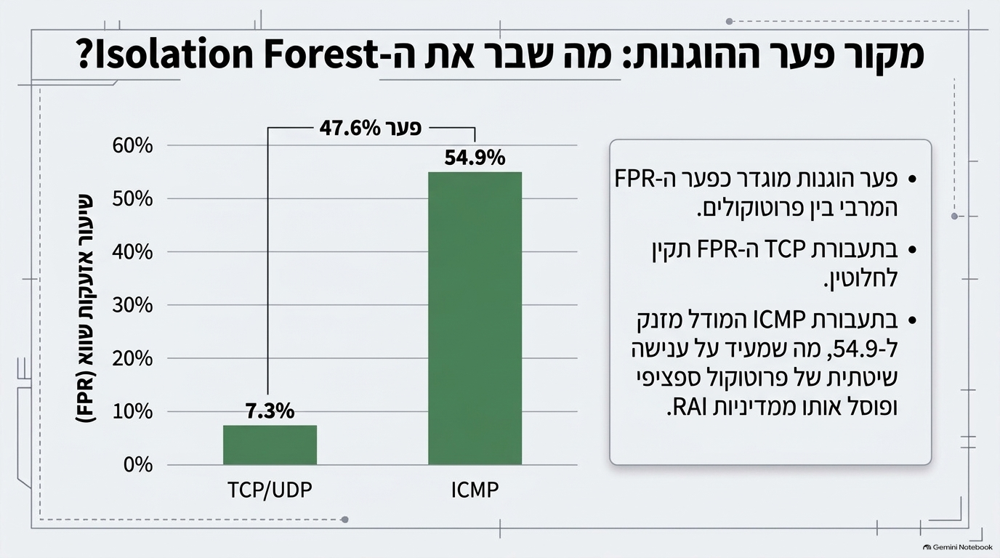 מקור פער ההוגנות: מה שבר את ה-Isolation Forest?
פער 47.6%
60%
54.9%
50%
40%
30%
20%
10%
7.3%
0%
שיעור אזעקות שווא (FPR)
TCP/UDP
ICMP
• פער הוגנות מוגדר כפער ה-FPR
המרבי בין פרוטוקולים.
• בתעבורת TCP ה-FPR תקין
לחלוטין.
• בתעבורת ICMP המודל מזנק
ל-54.9, מה שמעיד על ענישה
שיטתית של פרוטוקול ספציפי
ופוסל אותו ממדיניות RAI.
Gemini Notebook